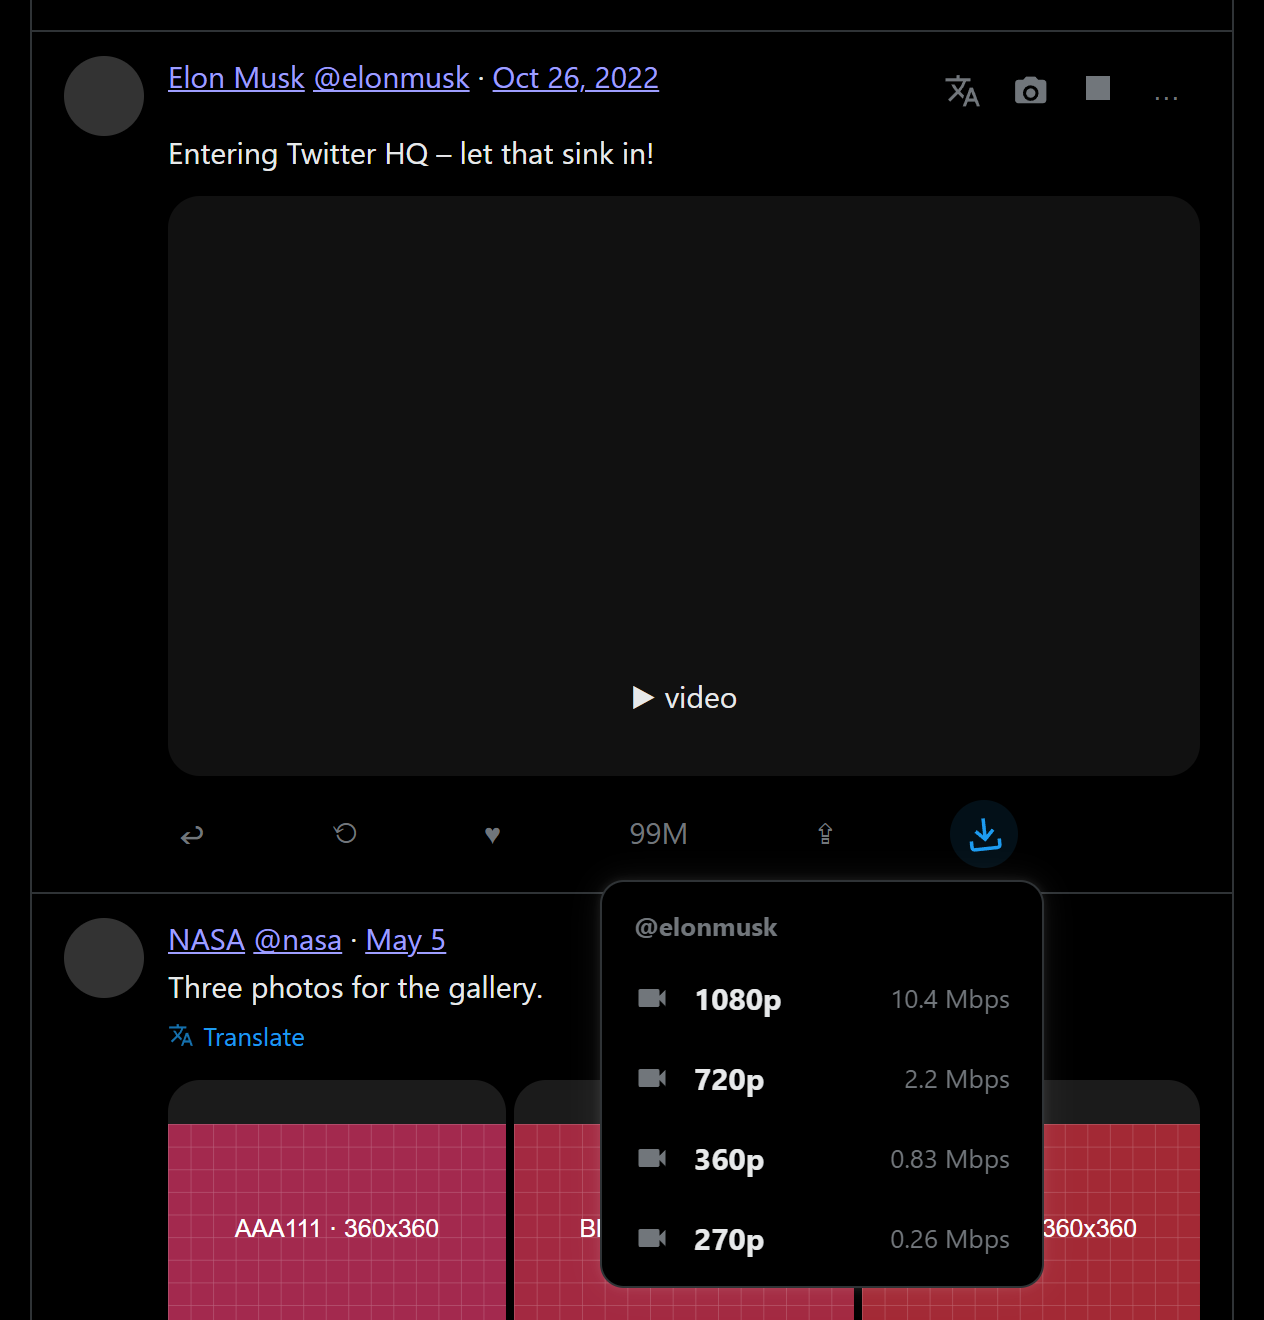 Elon Musk @elonmusk · Oct 26, 2022
...
Entering Twitter HQ – let that sink in!
video
99M
@elonmusk
1080p 10.4 Mbps
720p 2.2 Mbps
360p 0.83 Mbps
270p 0.26 Mbps
NASA @nasa · May 5
Three photos for the gallery.
Translate
AAA111 · 360x360
360x360